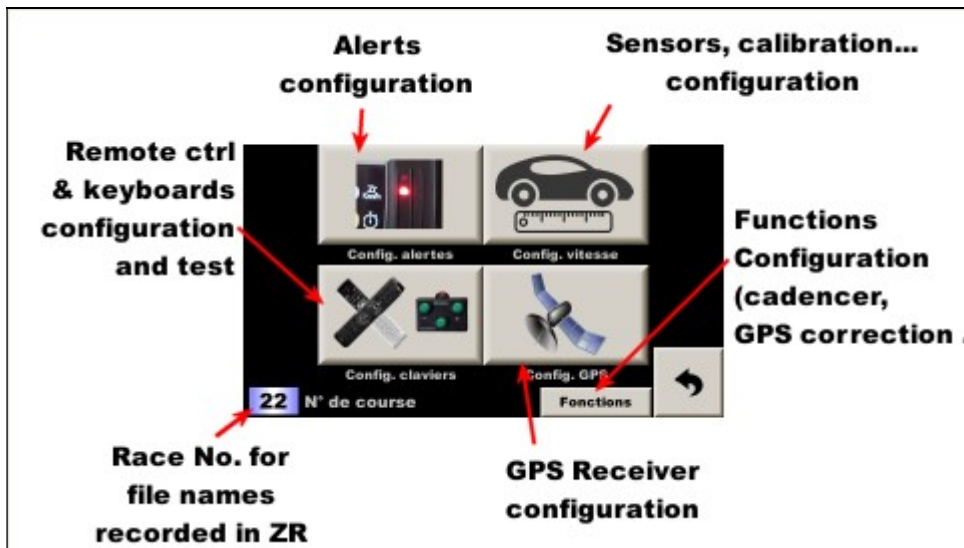 Alerts
configuration
Sensors, calibration...
configuration
Remote ctrl
& keyboards
configuration
and test
Config. alertes
Config. vitesse
Functions
Configuration
(cadencer,
GPS correction .
Config. claviers
Config. GPS
22 N° de course
Fonctions
Race No. for
file names
recorded in ZR
GPS Receiver
configuration